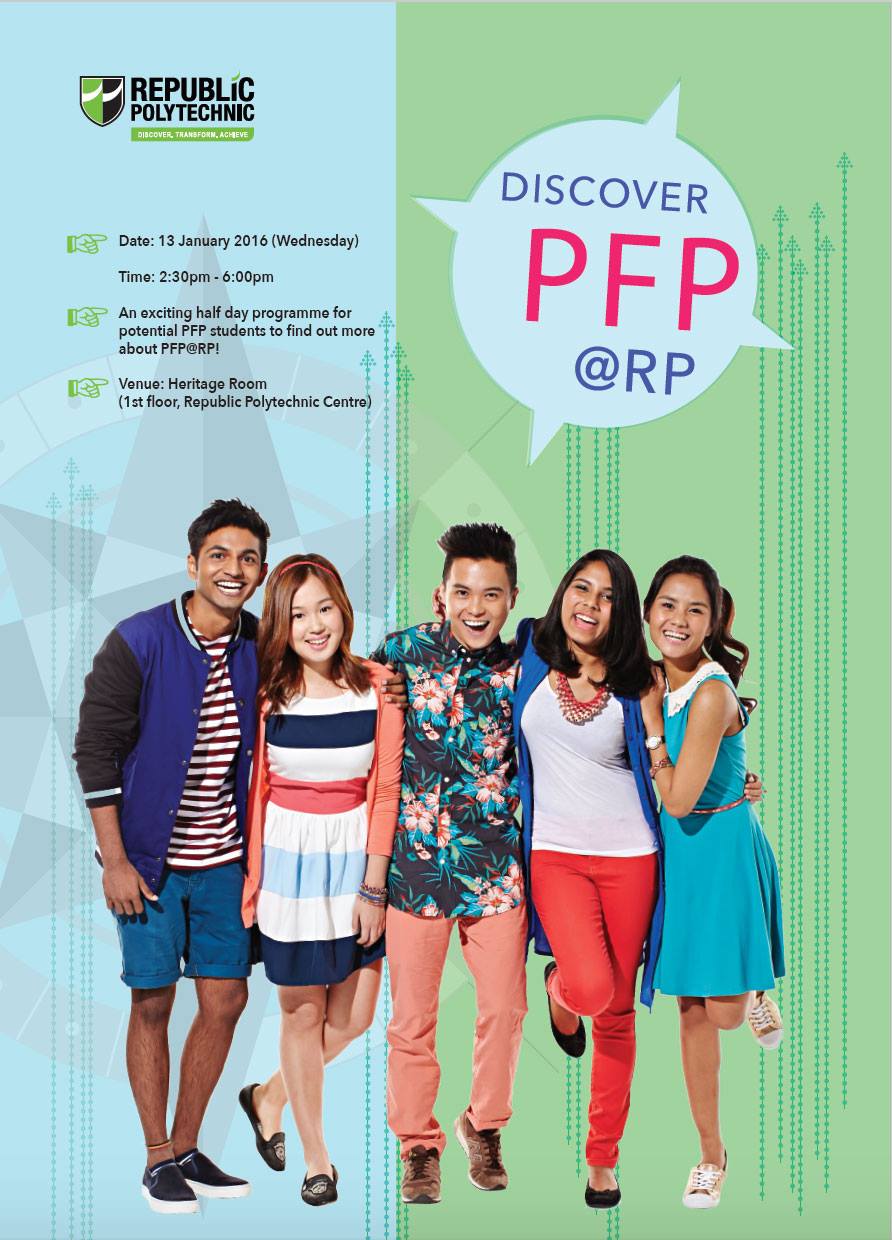 REPUBLIC
POLYTECHNIC
DISCOVER. TRANSFORM. ACHIEVE
Date: 13 January 2016 (Wednesday)
Time: 2:30pm - 6:00pm
An exciting half day programme for
potential PFP students to find out more
about PFP@RP!
Venue: Heritage Room
(1st floor, Republic Polytechnic Centre)
DISCOVER
PFP
@RP